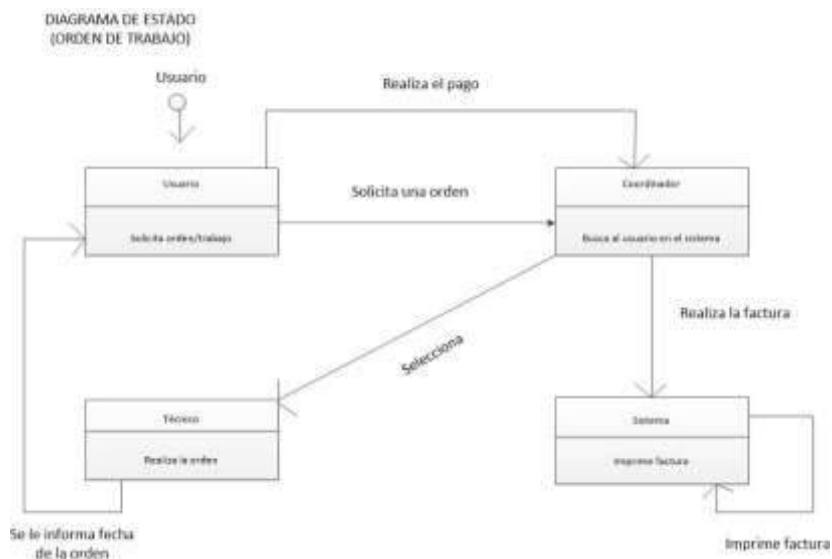 DIAGRAMA DE ESTADO
(ORDEN DE TRABAJO)
Usuario
Realiza el pago
Usuario
Solicita orden/trabajo
Solicita una orden
Coordinador
Busca al usuario en el sistema
Realiza la factura
Selecciona
Técnico
Realiza la orden
Sistema
Imprime factura
Se le informa fecha
de la orden
Imprime factura